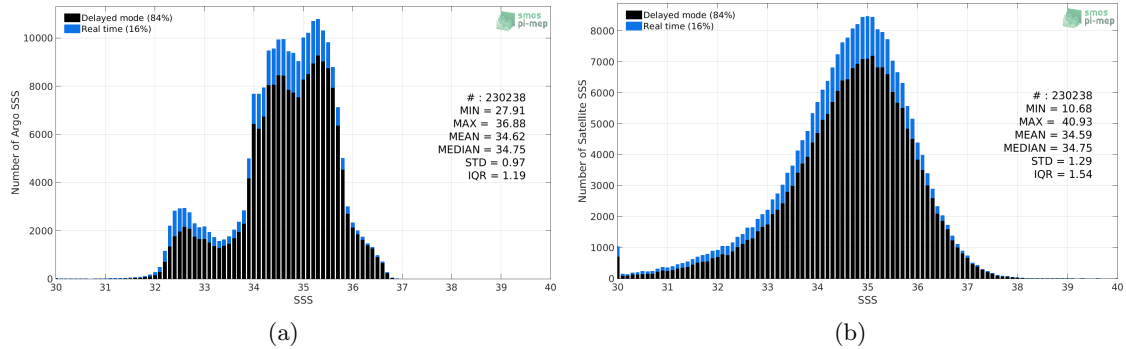 Delayed mode (84%)
Real time (16%)
smos
pi-mep
10000
8000
6000
4000
2000
0
Number of Argo SSS
# : 230238
MIN = 27.91
MAX = 36.88
MEAN = 34.62
MEDIAN = 34.75
STD = 0.97
IQR = 1.19
30 31 32 33 34 35 36 37 38 39 40
SSS
(a)
Delayed mode (84%)
Real time (16%)
smos
pi-mep
8000
7000
6000
5000
4000
3000
2000
1000
0
Number of Satellite SSS
# : 230238
MIN = 10.68
MAX = 40.93
MEAN = 34.59
MEDIAN = 34.75
STD = 1.29
IQR = 1.54
30 31 32 33 34 35 36 37 38 39 40
SSS
(b)